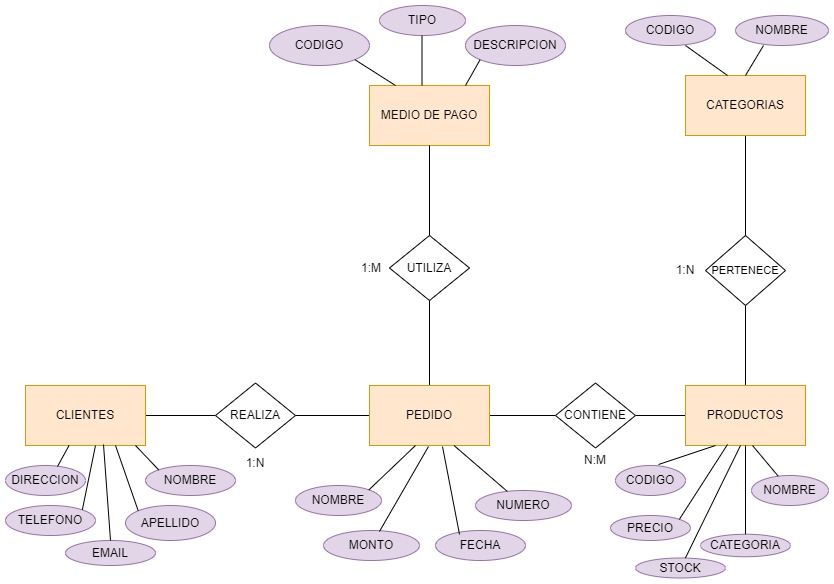 TIPO
CODIGO
DESCRIPCION
MEDIO DE PAGO
CODIGO
NOMBRE
CATEGORIAS
1:M
UTILIZA
1:N
PERTENECE
CLIENTES
REALIZA
1:N
PEDIDO
CONTIENE
N:M
PRODUCTOS
DIRECCION
NOMBRE
TELEFONO
APELLIDO
EMAIL
NOMBRE
NUMERO
MONTO
FECHA
CODIGO
NOMBRE
PRECIO
CATEGORIA
STOCK